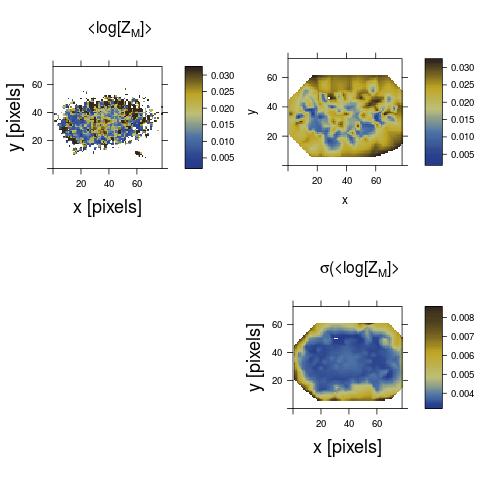 <log[Z_M]>
60
40
20
20 40 60
x [pixels]
y [pixels]
0.030
0.025
0.020
0.015
0.010
0.005
60
40
20
20 40 60
x
y
0.030
0.025
0.020
0.015
0.010
0.005
σ(<log[Z_M]>
60
40
20
20 40 60
x [pixels]
y [pixels]
0.008
0.007
0.006
0.005
0.004